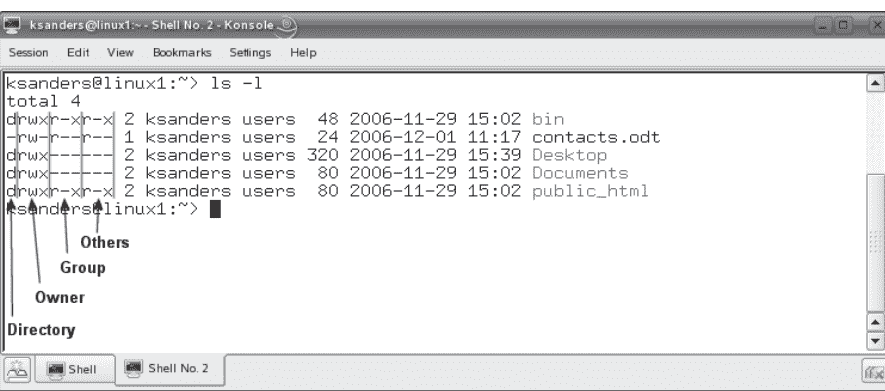 ksanders@linux1:~ - Shell No. 2 - Konsole
Session Edit View Bookmarks Settings Help
ksanders@linux1:~> ls -l
total 4
drwxr-xr-x 2 ksanders users 48 2006-11-29 15:02 bin
-rw-r--r-- 1 ksanders users 24 2006-12-01 11:17 contacts.odt
drwx------ 2 ksanders users 320 2006-11-29 15:39 Desktop
drwx------ 2 ksanders users 80 2006-11-29 15:02 Documents
drwxr-xr-x 2 ksanders users 80 2006-11-29 15:02 public_html
ksanders@linux1:~>
Others
Group
Owner
Directory
Shell Shell No. 2